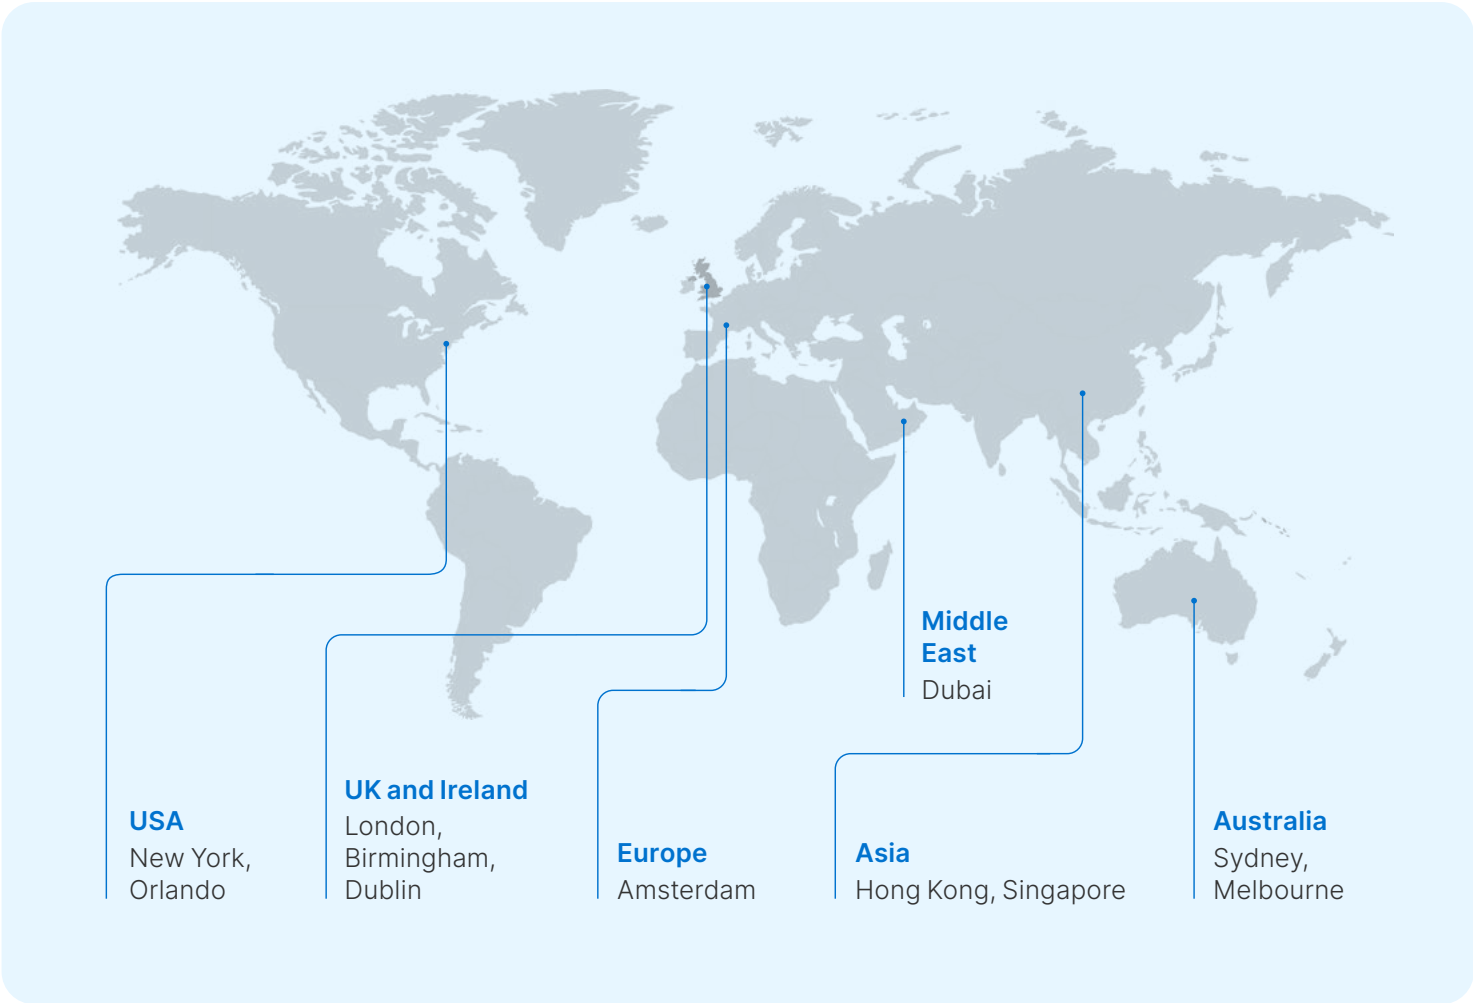 Middle
East
Dubai
USA
New York,
Orlando
UK and Ireland
London,
Birmingham,
Dublin
Europe
Amsterdam
Asia
Hong Kong, Singapore
Australia
Sydney,
Melbourne